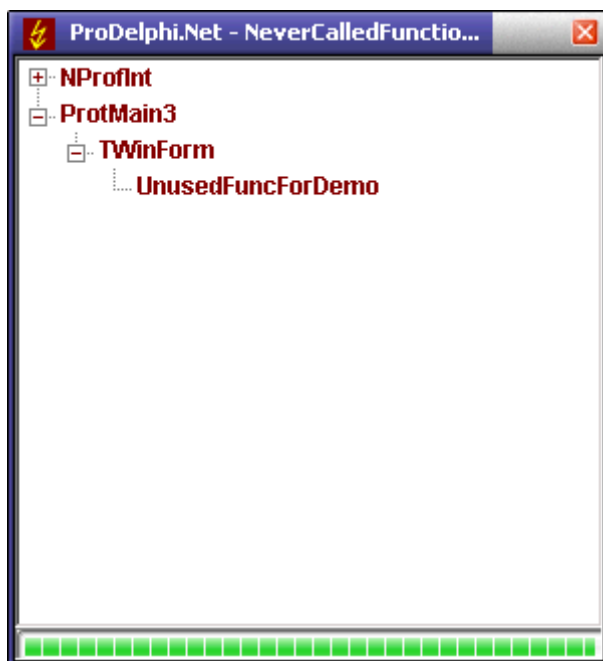 ProDelphi.Net - NeverCalledFunctio...
NProfInt
ProtMain3
TWinForm
UnusedFuncForDemo